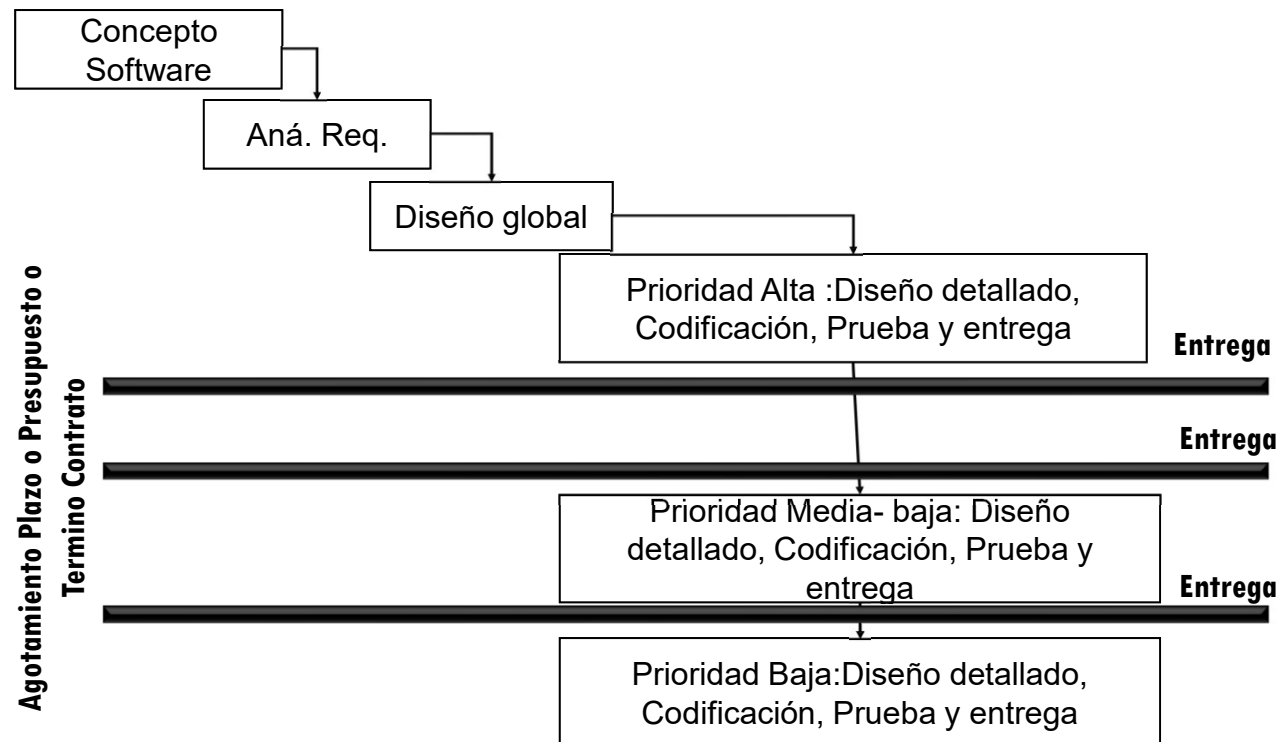 Concepto
Software
Aná. Req.
Diseño global
Prioridad Alta :Diseño detallado,
Codificación, Prueba y entrega
Entrega
Entrega
Prioridad Media- baja: Diseño
detallado, Codificación, Prueba y
entrega
Entrega
Prioridad Baja:Diseño detallado,
Codificación, Prueba y entrega
Agotamiento Plazo o Presupuesto o
Termino Contrato